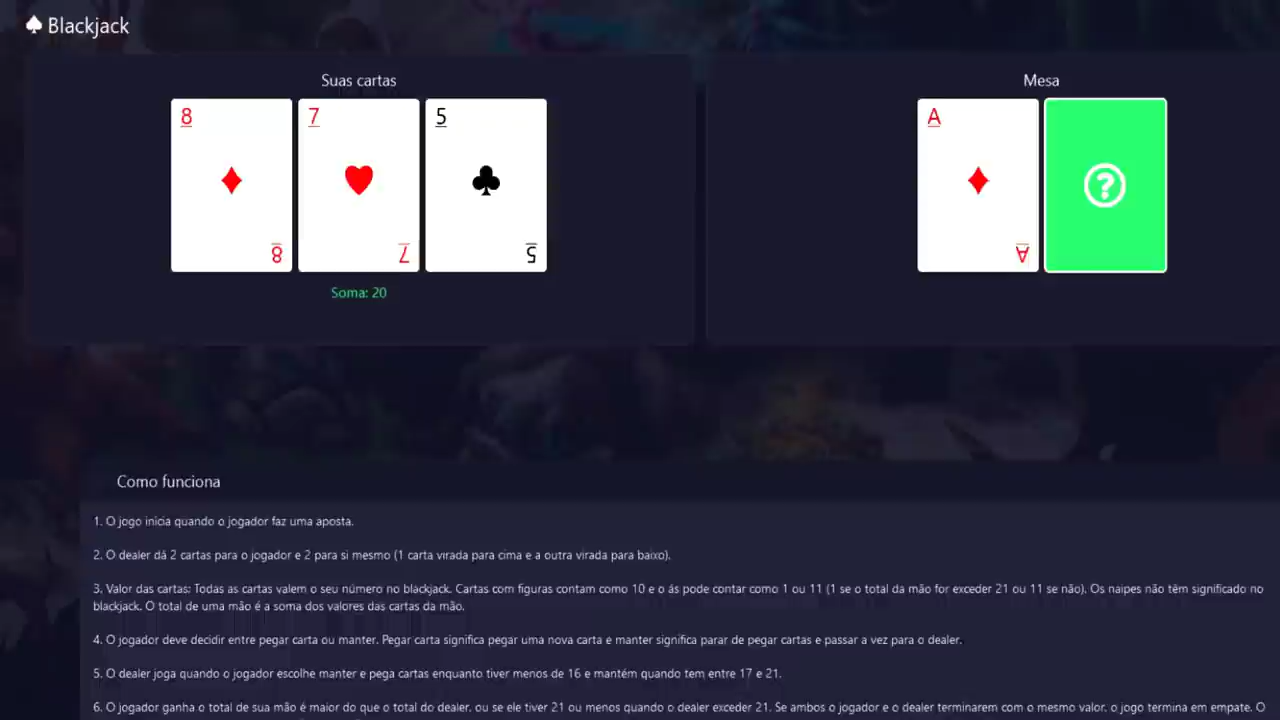 Blackjack
Suas cartas
Mesa
8
7
5
A
8
7
5
A
Soma: 20
Como funciona
1. O jogo inicia quando o jogador faz uma aposta.
2. O dealer dá 2 cartas para o jogador e 2 para si mesmo (1 carta virada para cima e a outra virada para baixo).
3. Valor das cartas: Todas as cartas valem o seu número no blackjack. Cartas com figuras contam como 10 e o ás pode contar como 1 ou 11 (1 se o total da mão for exceder 21 ou 11 se não). Os naipes não têm significado no
blackjack. O total de uma mão é a soma dos valores das cartas da mão.
4. O jogador deve decidir entre pegar carta ou manter. Pegar carta significa pegar uma nova carta e manter significa parar de pegar cartas e passar a vez para o dealer.
5. O dealer joga quando o jogador escolhe manter e pega cartas enquanto tiver menos de 16 e mantém quando tem entre 17 e 21.
6. O jogador ganha o total de sua mão é maior do que o total do dealer, ou se ele tiver 21 ou menos quando o dealer exceder 21. Se ambos o jogador e o dealer terminarem com o mesmo valor, o jogo termina em empate. O